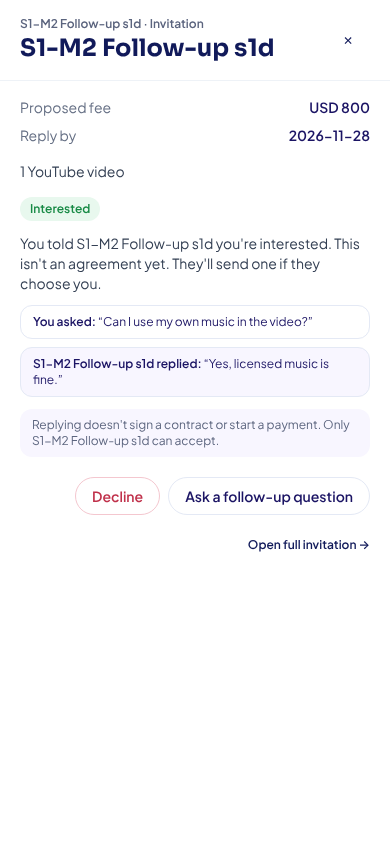 S1-M2 Follow-up s1d · Invitation
S1-M2 Follow-up s1d
×
Proposed fee USD 800
Reply by 2026-11-28
1 YouTube video
Interested
You told S1-M2 Follow-up s1d you're interested. This
isn't an agreement yet. They'll send one if they
choose you.
You asked: “Can I use my own music in the video?”
S1-M2 Follow-up s1d replied: “Yes, licensed music is
fine.”
Replying doesn't sign a contract or start a payment. Only
S1-M2 Follow-up s1d can accept.
Decline Ask a follow-up question
Open full invitation →